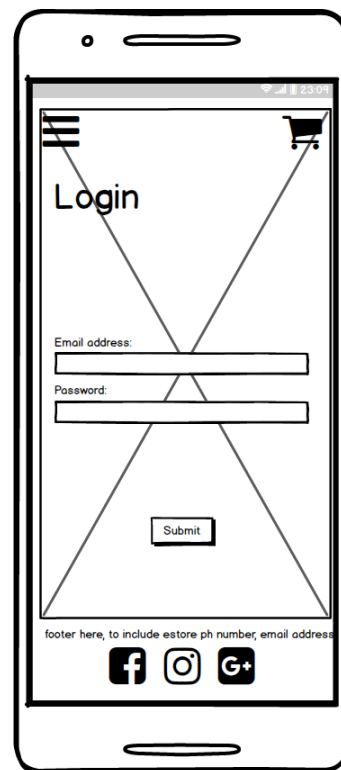 23:09
Login
Email address:
Password:
Submit
footer here, to include estore ph number, email address
f
G+